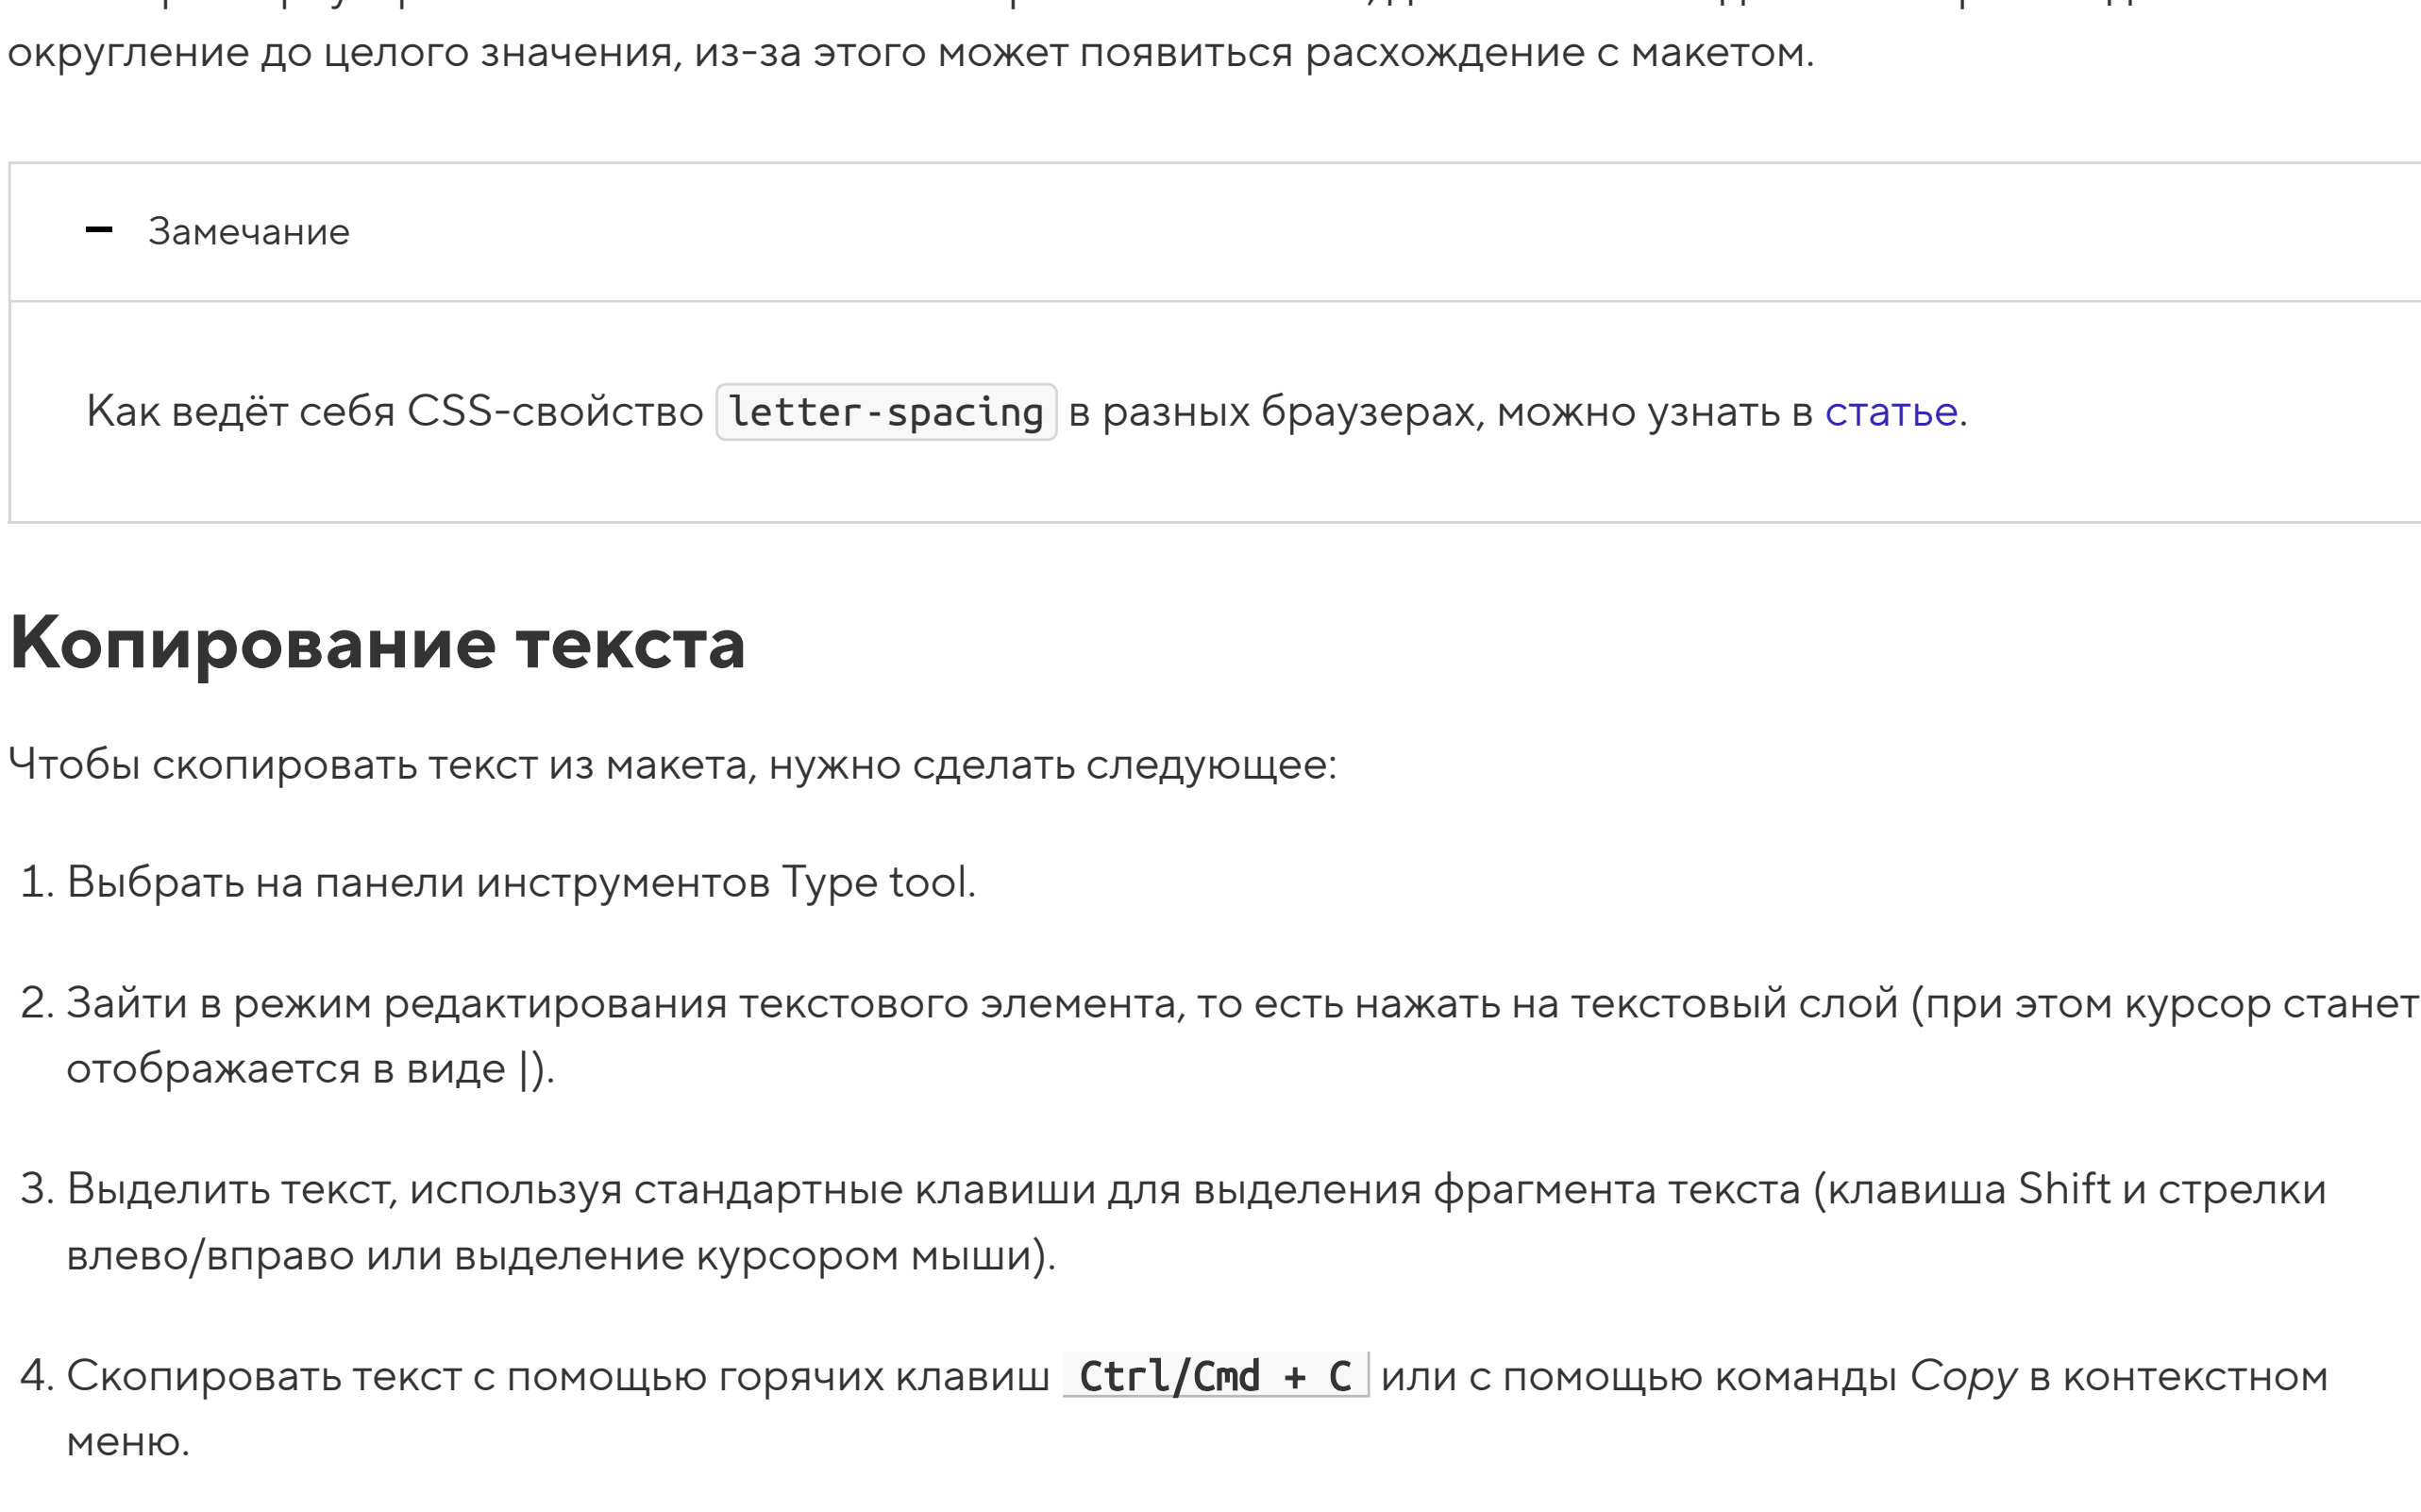 округление до целого значения, из-за этого может появиться расхождение с макетом.
Замечание
Как ведёт себя CSS-свойство letter-spacing в разных браузерах, можно узнать в статье.
Копирование текста
Чтобы скопировать текст из макета, нужно сделать следующее:
1. Выбрать на панели инструментов Type tool.
2. Зайти в режим редактирования текстового элемента, то есть нажать на текстовый слой (при этом курсор станет
отображается в виде |).
3. Выделить текст, используя стандартные клавиши для выделения фрагмента текста (клавиша Shift и стрелки
влево/вправо или выделение курсором мыши).
4. Скопировать текст с помощью горячих клавиш Ctrl/Cmd + C или с помощью команды Copy в контекстном
меню.